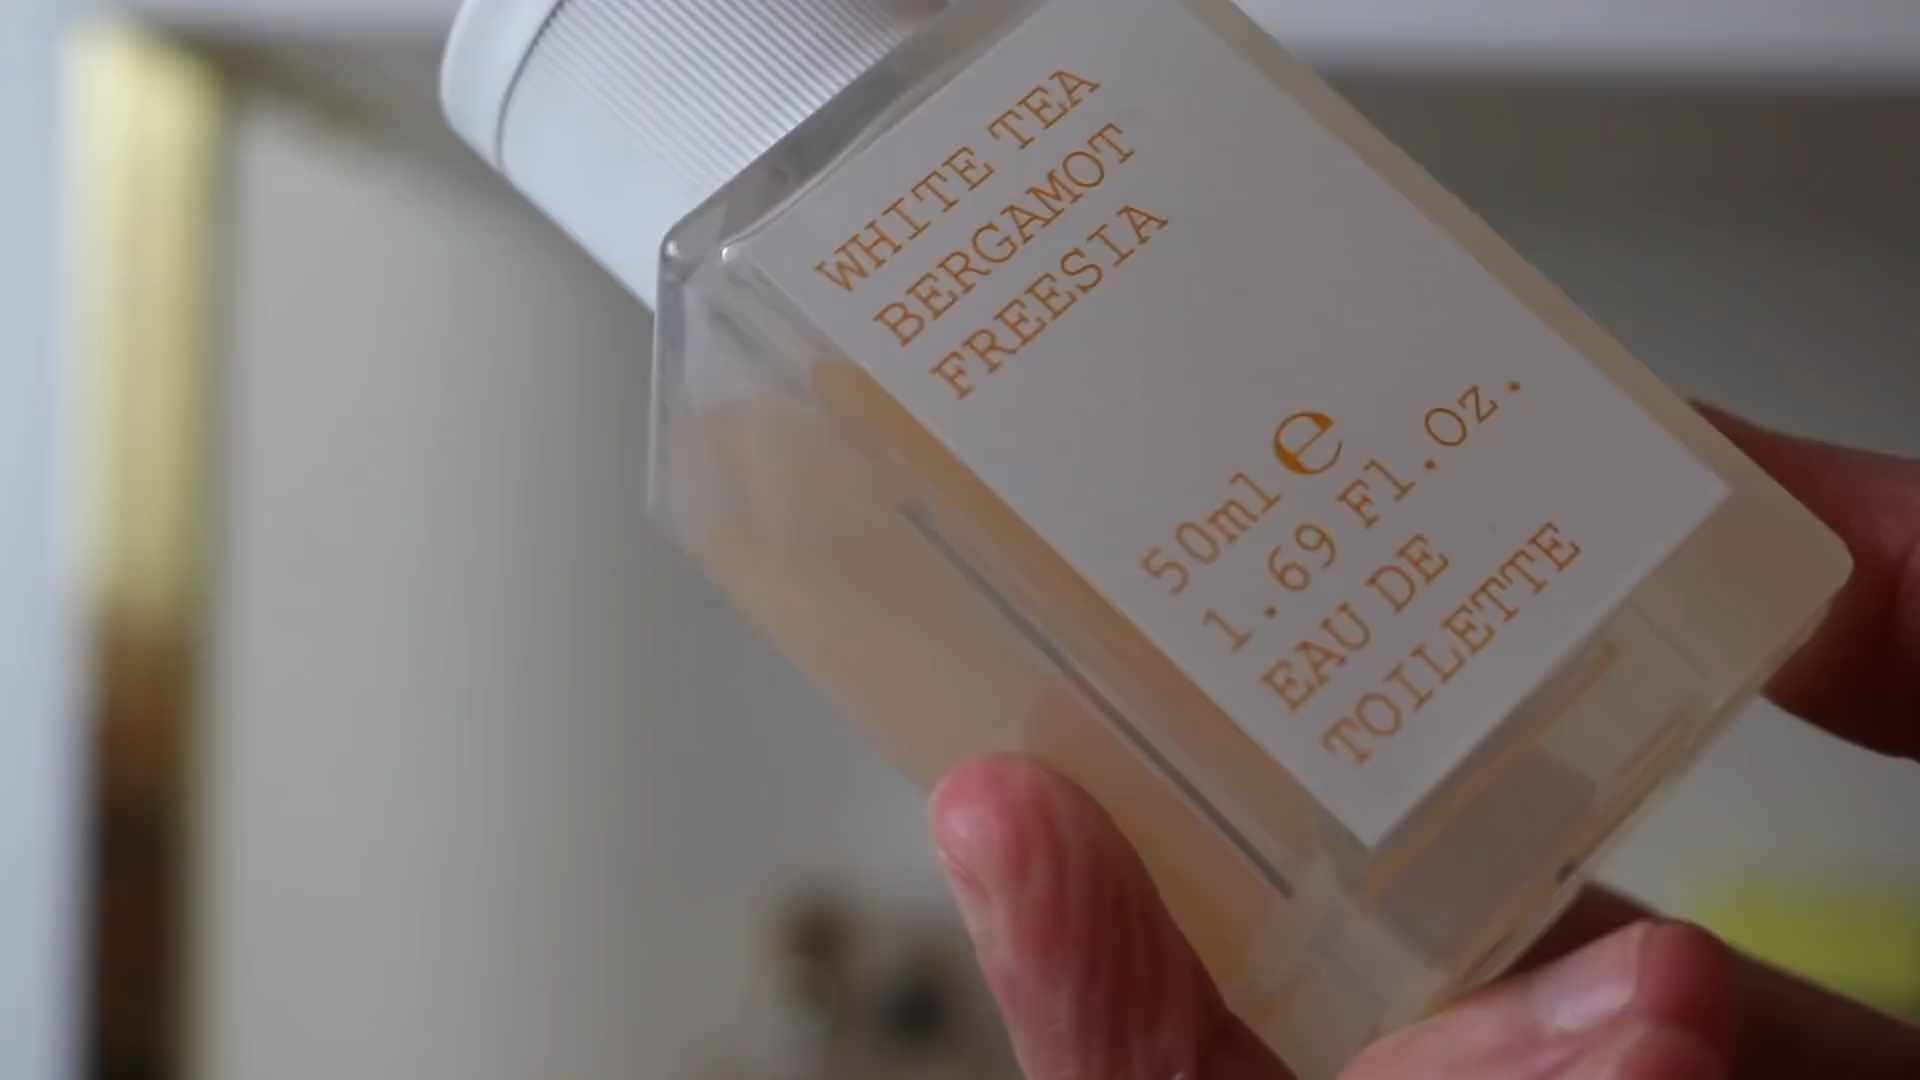 WHITE TEA
BERGAMOT
FREESIA
50ml e
1.69 Fl.Oz.
EAU DE
TOILETTE